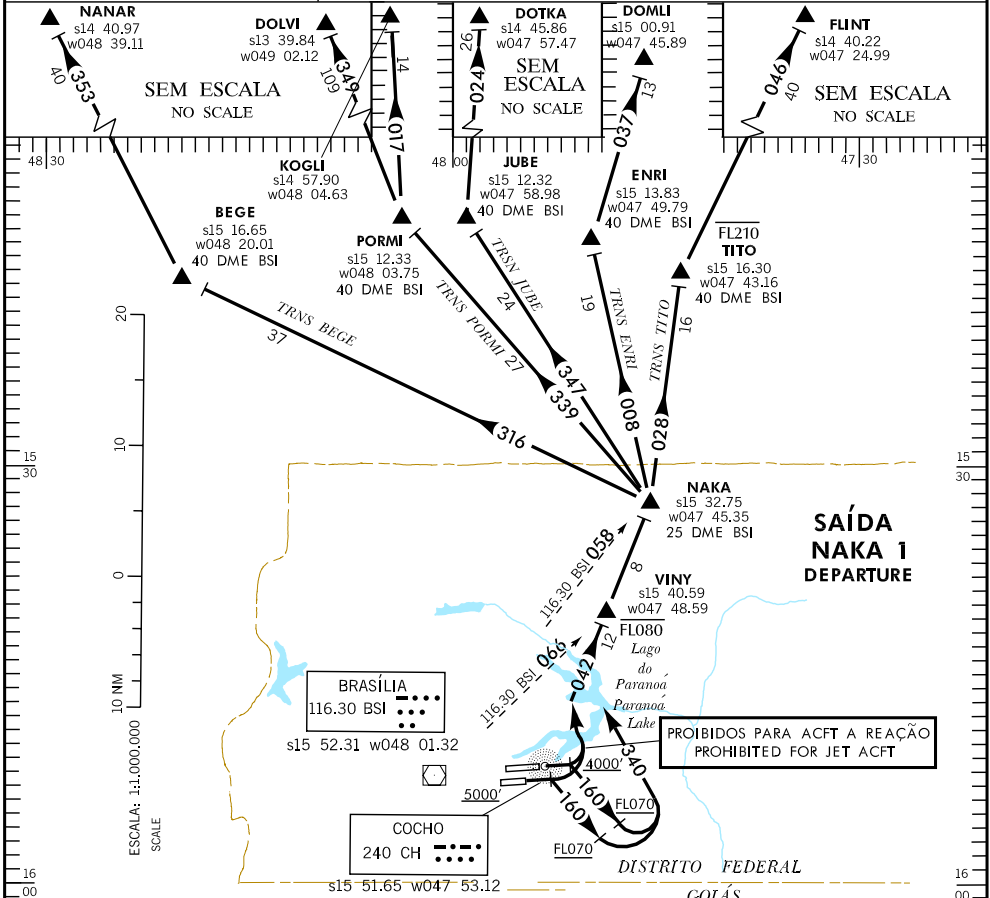 NANAR
s14 40.97
w048 39.11
DOLVI
s13 39.84
w049 02.12
DOTKA
s14 45.86
w047 57.47
DOMLI
s15 00.91
w047 45.89
FLINT
s14 40.22
w047 24.99
40
353
109
349
14
017
26
024
13
037
40
046
SEM ESCALA
NO SCALE
SEM
ESCALA
NO SCALE
SEM ESCALA
NO SCALE
48 30
48 00
47 30
KOGLI
s14 57.90
w048 04.63
JUBE
s15 12.32
w047 58.98
40 DME BSI
ENRI
s15 13.83
w047 49.79
40 DME BSI
BEGE
s15 16.65
w048 20.01
40 DME BSI
PORMI
s15 12.33
w048 03.75
40 DME BSI
FL210
TITO
s15 16.30
w047 43.16
40 DME BSI
TRNS BEGE
37
TRNS PORMI 27
TRSN JUBE
24
TRNS ENRI
19
TRNS TITO
16
316
339
347
008
028
15
30
15
30
NAKA
s15 32.75
w047 45.35
25 DME BSI
SAÍDA
NAKA 1
DEPARTURE
116.30 BSI 058
8
VINY
s15 40.59
w047 48.59
FL080
12
042
116.30 BSI 066
Lago
do
Paranoá
Paranoá
Lake
BRASÍLIA
116.30 BSI
s15 52.31 w048 01.32
PROIBIDOS PARA ACFT A REAÇÃO
PROHIBITED FOR JET ACFT
4000'
5000'
340
160
160
FL070
FL070
COCHO
240 CH
s15 51.65 w047 53.12
20
10
0
10 NM
ESCALA: 1:1.000.000
SCALE
DISTRITO FEDERAL
GOIÁS
16
00
16
00